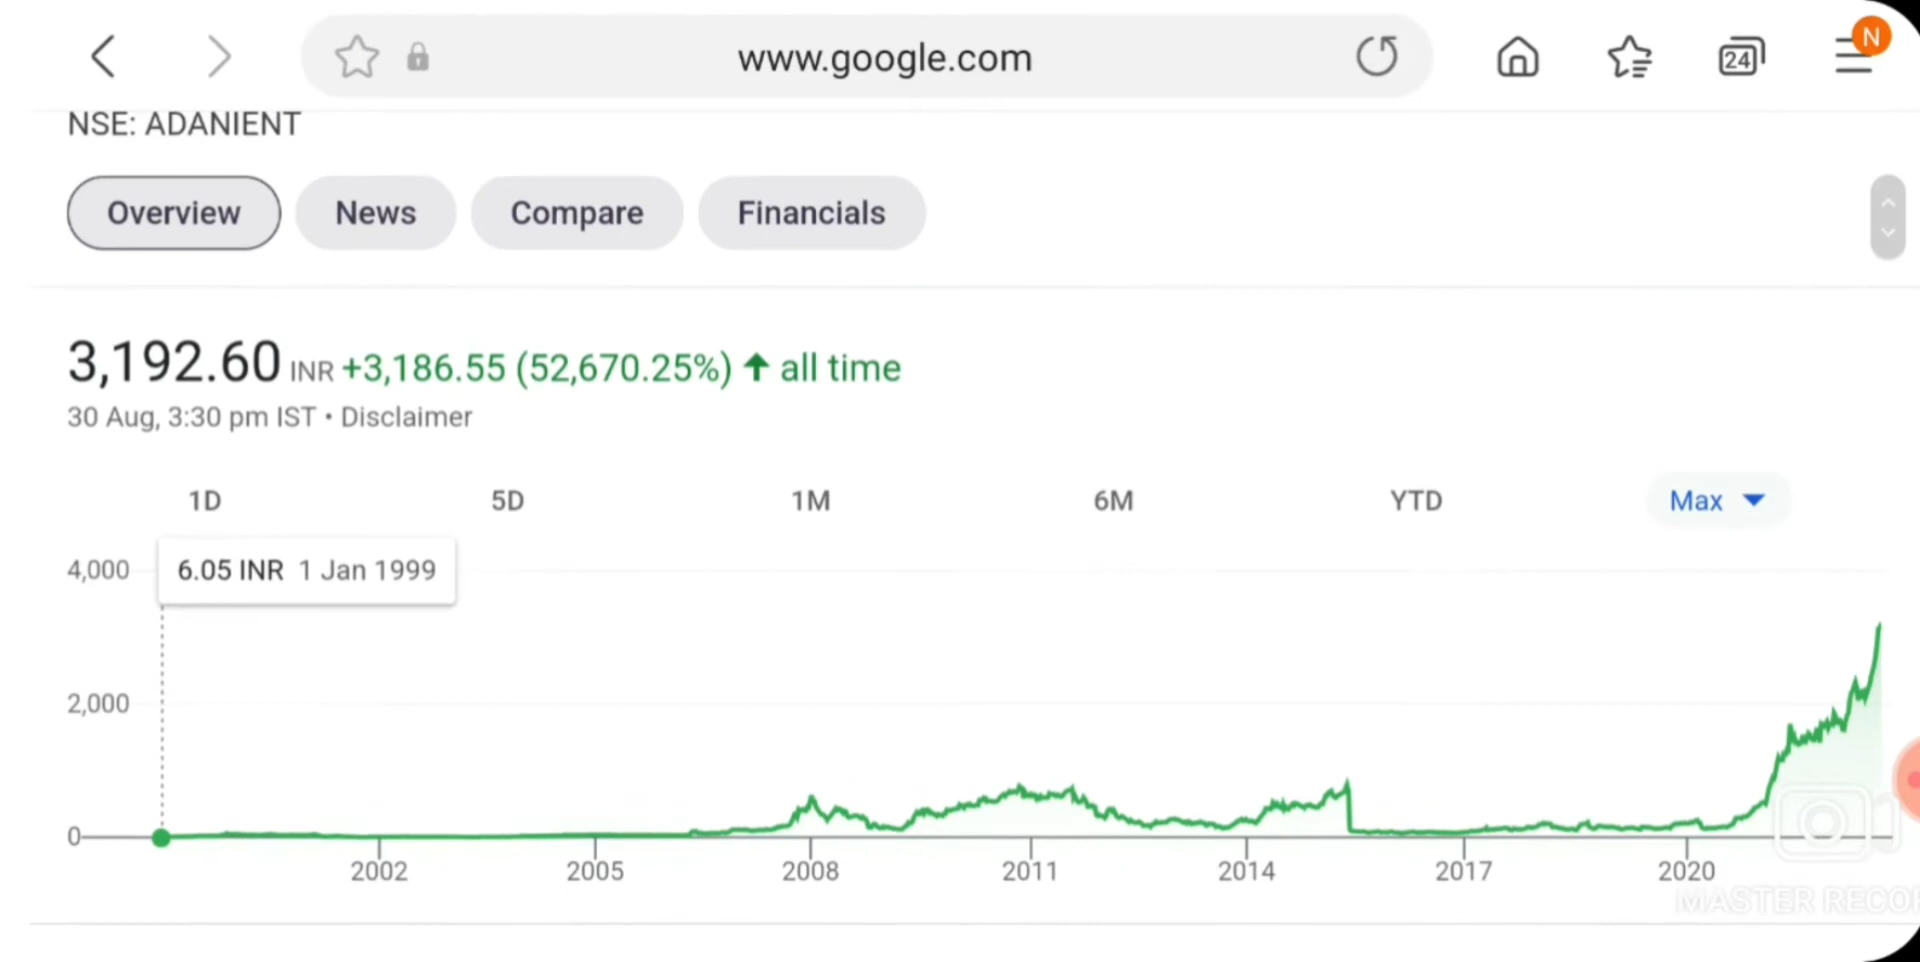 www.google.com
24
N
NSE: ADANIENT
Overview News Compare Financials
3,192.60 INR +3,186.55 (52,670.25%) all time
30 Aug, 3:30 pm IST • Disclaimer
1D 5D 1M 6M YTD Max
4,000
6.05 INR 1 Jan 1999
2,000
0
2002 2005 2008 2011 2014 2017 2020
MASTER